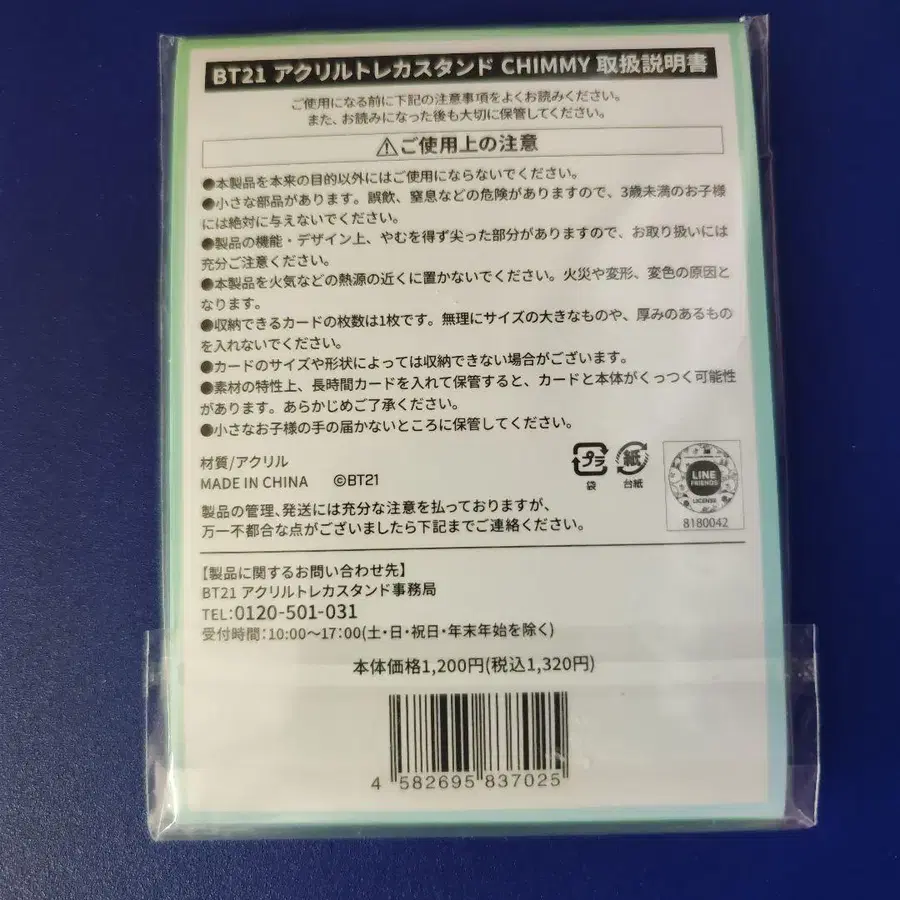 BT21 アクリルトレカスタンド CHIMMY 取扱説明書
ご使用になる前に下記の注意事項をよくお読みください。
また、お読みになった後も大切に保管してください。
⚠ご使用上の注意
●本製品を本来の目的以外にはご使用にならないでください。
●小さな部品があります。誤飲、窒息などの危険がありますので、3歳未満のお子様
には絶対に与えないでください。
●製品の機能・デザイン上、やむを得ず尖った部分がありますので、お取り扱いには
充分ご注意ください。
●本製品を火気などの熱源の近くに置かないでください。火災や変形、変色の原因と
なります。
●収納できるカードの枚数は1枚です。無理にサイズの大きなものや、厚みのあるもの
を入れないでください。
●カードのサイズや形状によっては収納できない場合がございます。
●素材の特性上、長時間カードを入れて保管すると、カードと本体がくっつく可能性
があります。あらかじめご了承ください。
●小さなお子様の手の届かないところに保管してください。
材質/アクリル
MADE IN CHINA ©BT21
プラ
袋
紙
台紙
LINE
FRIENDS
LICENSE
8180042
製品の管理、発送には充分な注意を払っておりますが、
万一不都合な点がございましたら下記までご連絡ください。
【製品に関するお問い合わせ先】
BT21 アクリルトレカスタンド事務局
TEL:0120-501-031
受付時間:10:00〜17:00(土・日・祝日・年末年始を除く)
本体価格1,200円(税込1,320円)
4 582695 837025